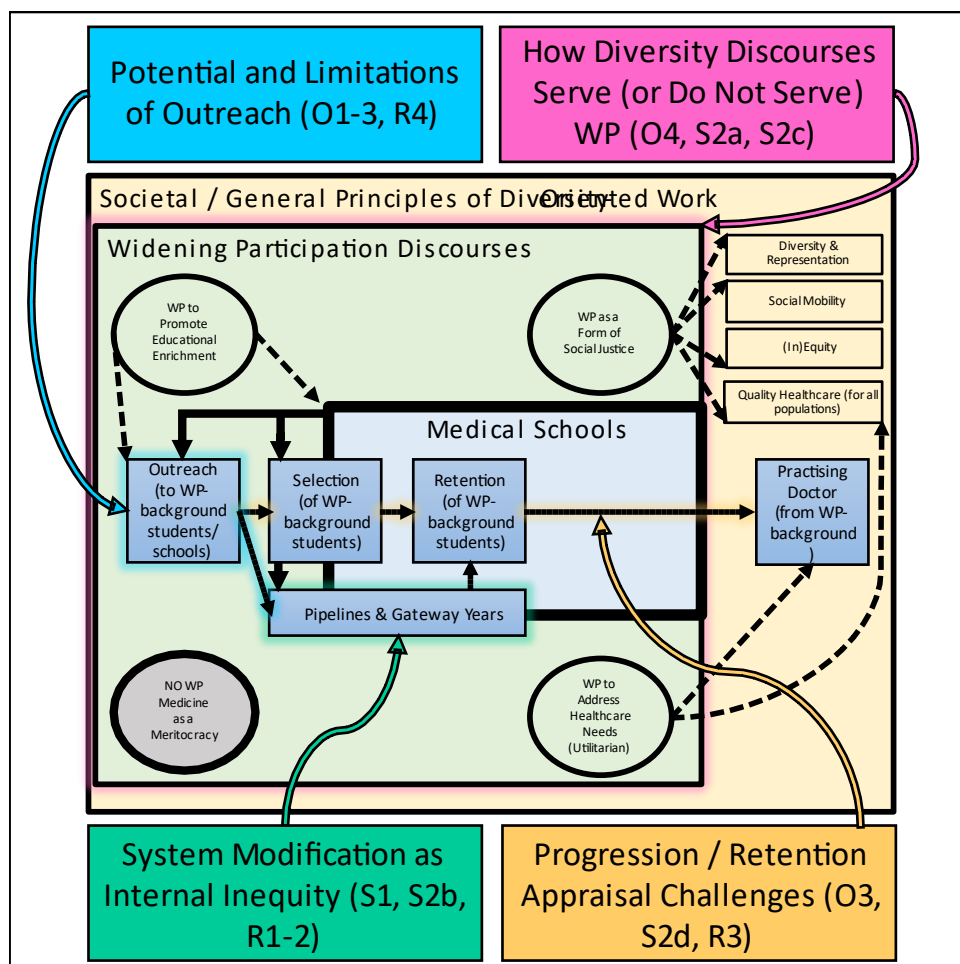 Potential and Limitations
of Outreach (O1-3, R4)
How Diversity Discourses
Serve (or Do Not Serve)
WP (O4, S2a, S2c)
Societal / General Principles of Diversity-Oriented Work
Widening Participation Discourses
WP to
Promote
Educational
Enrichment
WP as a
Form of
Social Justice
Diversity &
Representation
Social Mobility
(In)Equity
Quality Healthcare (for all
populations)
Medical Schools
Outreach
(to WP-
background
students/
schools)
Selection
(of WP-
background
students)
Retention
(of WP-
background
students)
Practising
Doctor
(from WP-
background
)
Pipelines & Gateway Years
NO WP
Medicine
as a
Meritocracy
WP to
Address
Healthcare
Needs
(Utilitarian)
System Modification as
Internal Inequity (S1, S2b,
R1-2)
Progression / Retention
Appraisal Challenges (O3,
S2d, R3)